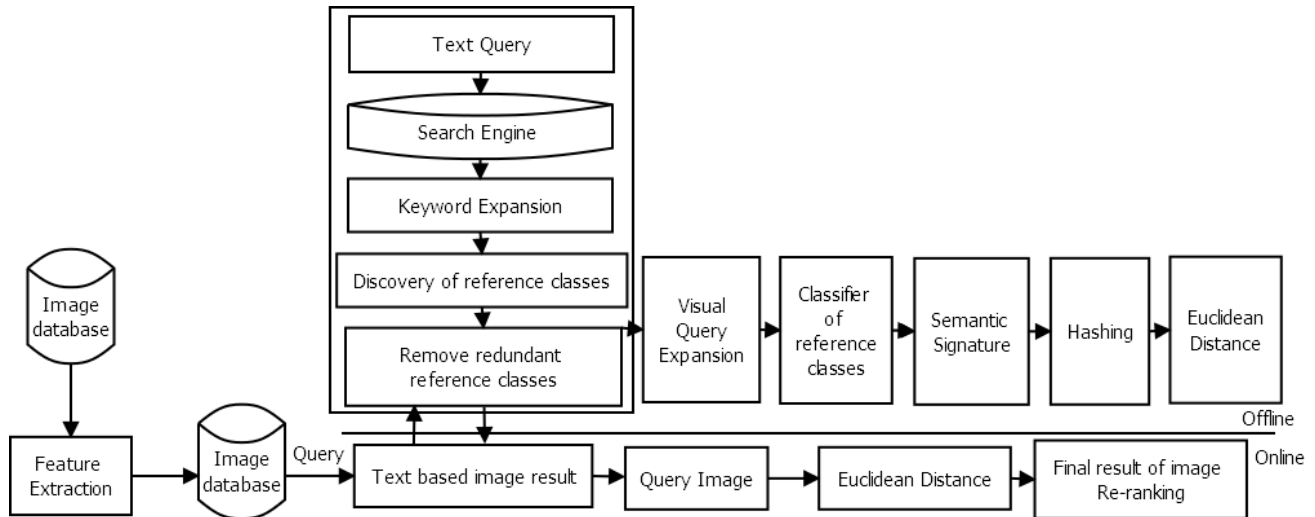 Text Query
Search Engine
Keyword Expansion
Discovery of reference classes
Remove redundant
reference classes
Visual
Query
Expansion
Classifier
of
reference
classes
Semantic
Signature
Hashing
Euclidean
Distance
Offline
Image
database
Feature
Extraction
Image
database
Query
Text based image result
Query Image
Euclidean Distance
Final result of image
Re-ranking
Online